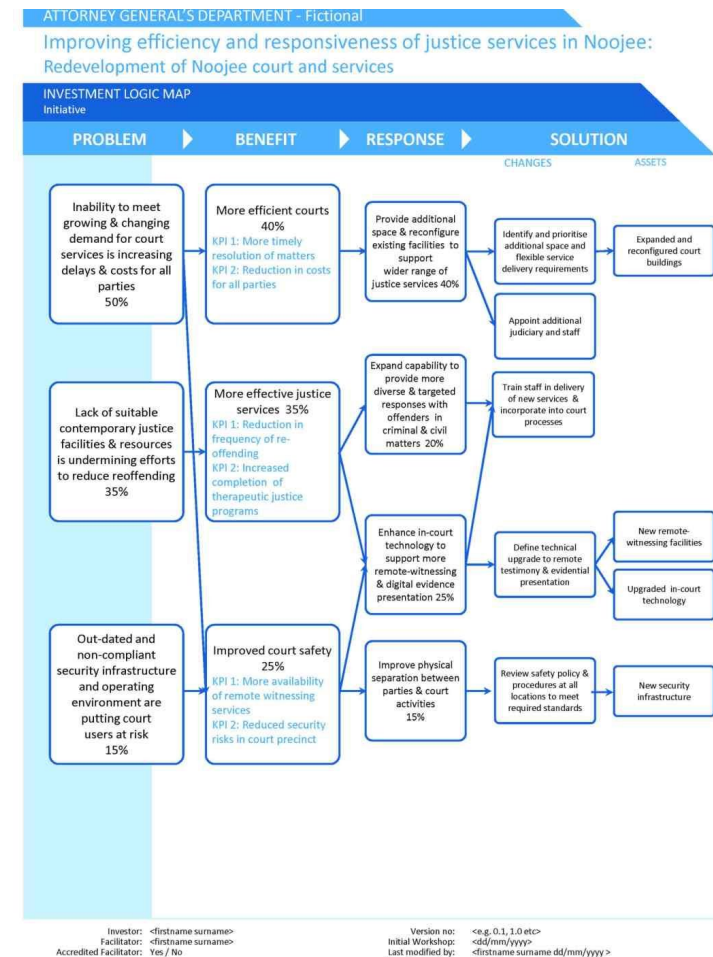 ATTORNEY GENERAL'S DEPARTMENT - Fictional
Improving efficiency and responsiveness of justice services in Noojee:
Redevelopment of Noojee court and services
INVESTMENT LOGIC MAP
Initiative
PROBLEM
BENEFIT
RESPONSE
SOLUTION
CHANGES
ASSETS
Inability to meet
growing & changing
demand for court
services is increasing
delays & costs for all
parties
50%
More efficient courts
40%
KPI 1: More timely
resolution of matters
KPI 2: Reduction in costs
for all parties
Provide additional
space & reconfigure
existing facilities to
support
wider range of
justice services 40%
Identify and prioritise
additional space and
flexible service
delivery requirements
Expanded and
reconfigured court
buildings
Appoint additional
judiciary and staff
Lack of suitable
contemporary justice
facilities & resources
is undermining efforts
to reduce reoffending
35%
More effective justice
services 35%
KPI 1: Reduction in
frequency of re-
offending
KPI 2: Increased
completion of
therapeutic justice
programs
Expand capability to
provide more
diverse & targeted
responses with
offenders in
criminal & civil
matters 20%
Train staff in delivery
of new services &
incorporate into court
processes
Enhance in-court
technology to
support more
remote-witnessing
& digital evidence
presentation 25%
Define technical
upgrade to remote
testimony & evidential
presentation
New remote-
witnessing facilities
Upgraded in-court
technology
Out-dated and
non-compliant
security infrastructure
and operating
environment are
putting court
users at risk
15%
Improved court safety
25%
KPI 1: More availability
of remote witnessing
services
KPI 2: Reduced security
risks in court precinct
Improve physical
separation between
parties & court
activities
15%
Review safety policy &
procedures at all
locations to meet
required standards
New security
infrastructure
Investor: <firstname surname>
Facilitator: <firstname surname>
Accredited Facilitator: Yes / No
Version no: <e.g. 0.1, 1.0 etc>
Initial Workshop: <dd/mm/yyyy>
Last modified by: <firstname surname dd/mm/yyyy >